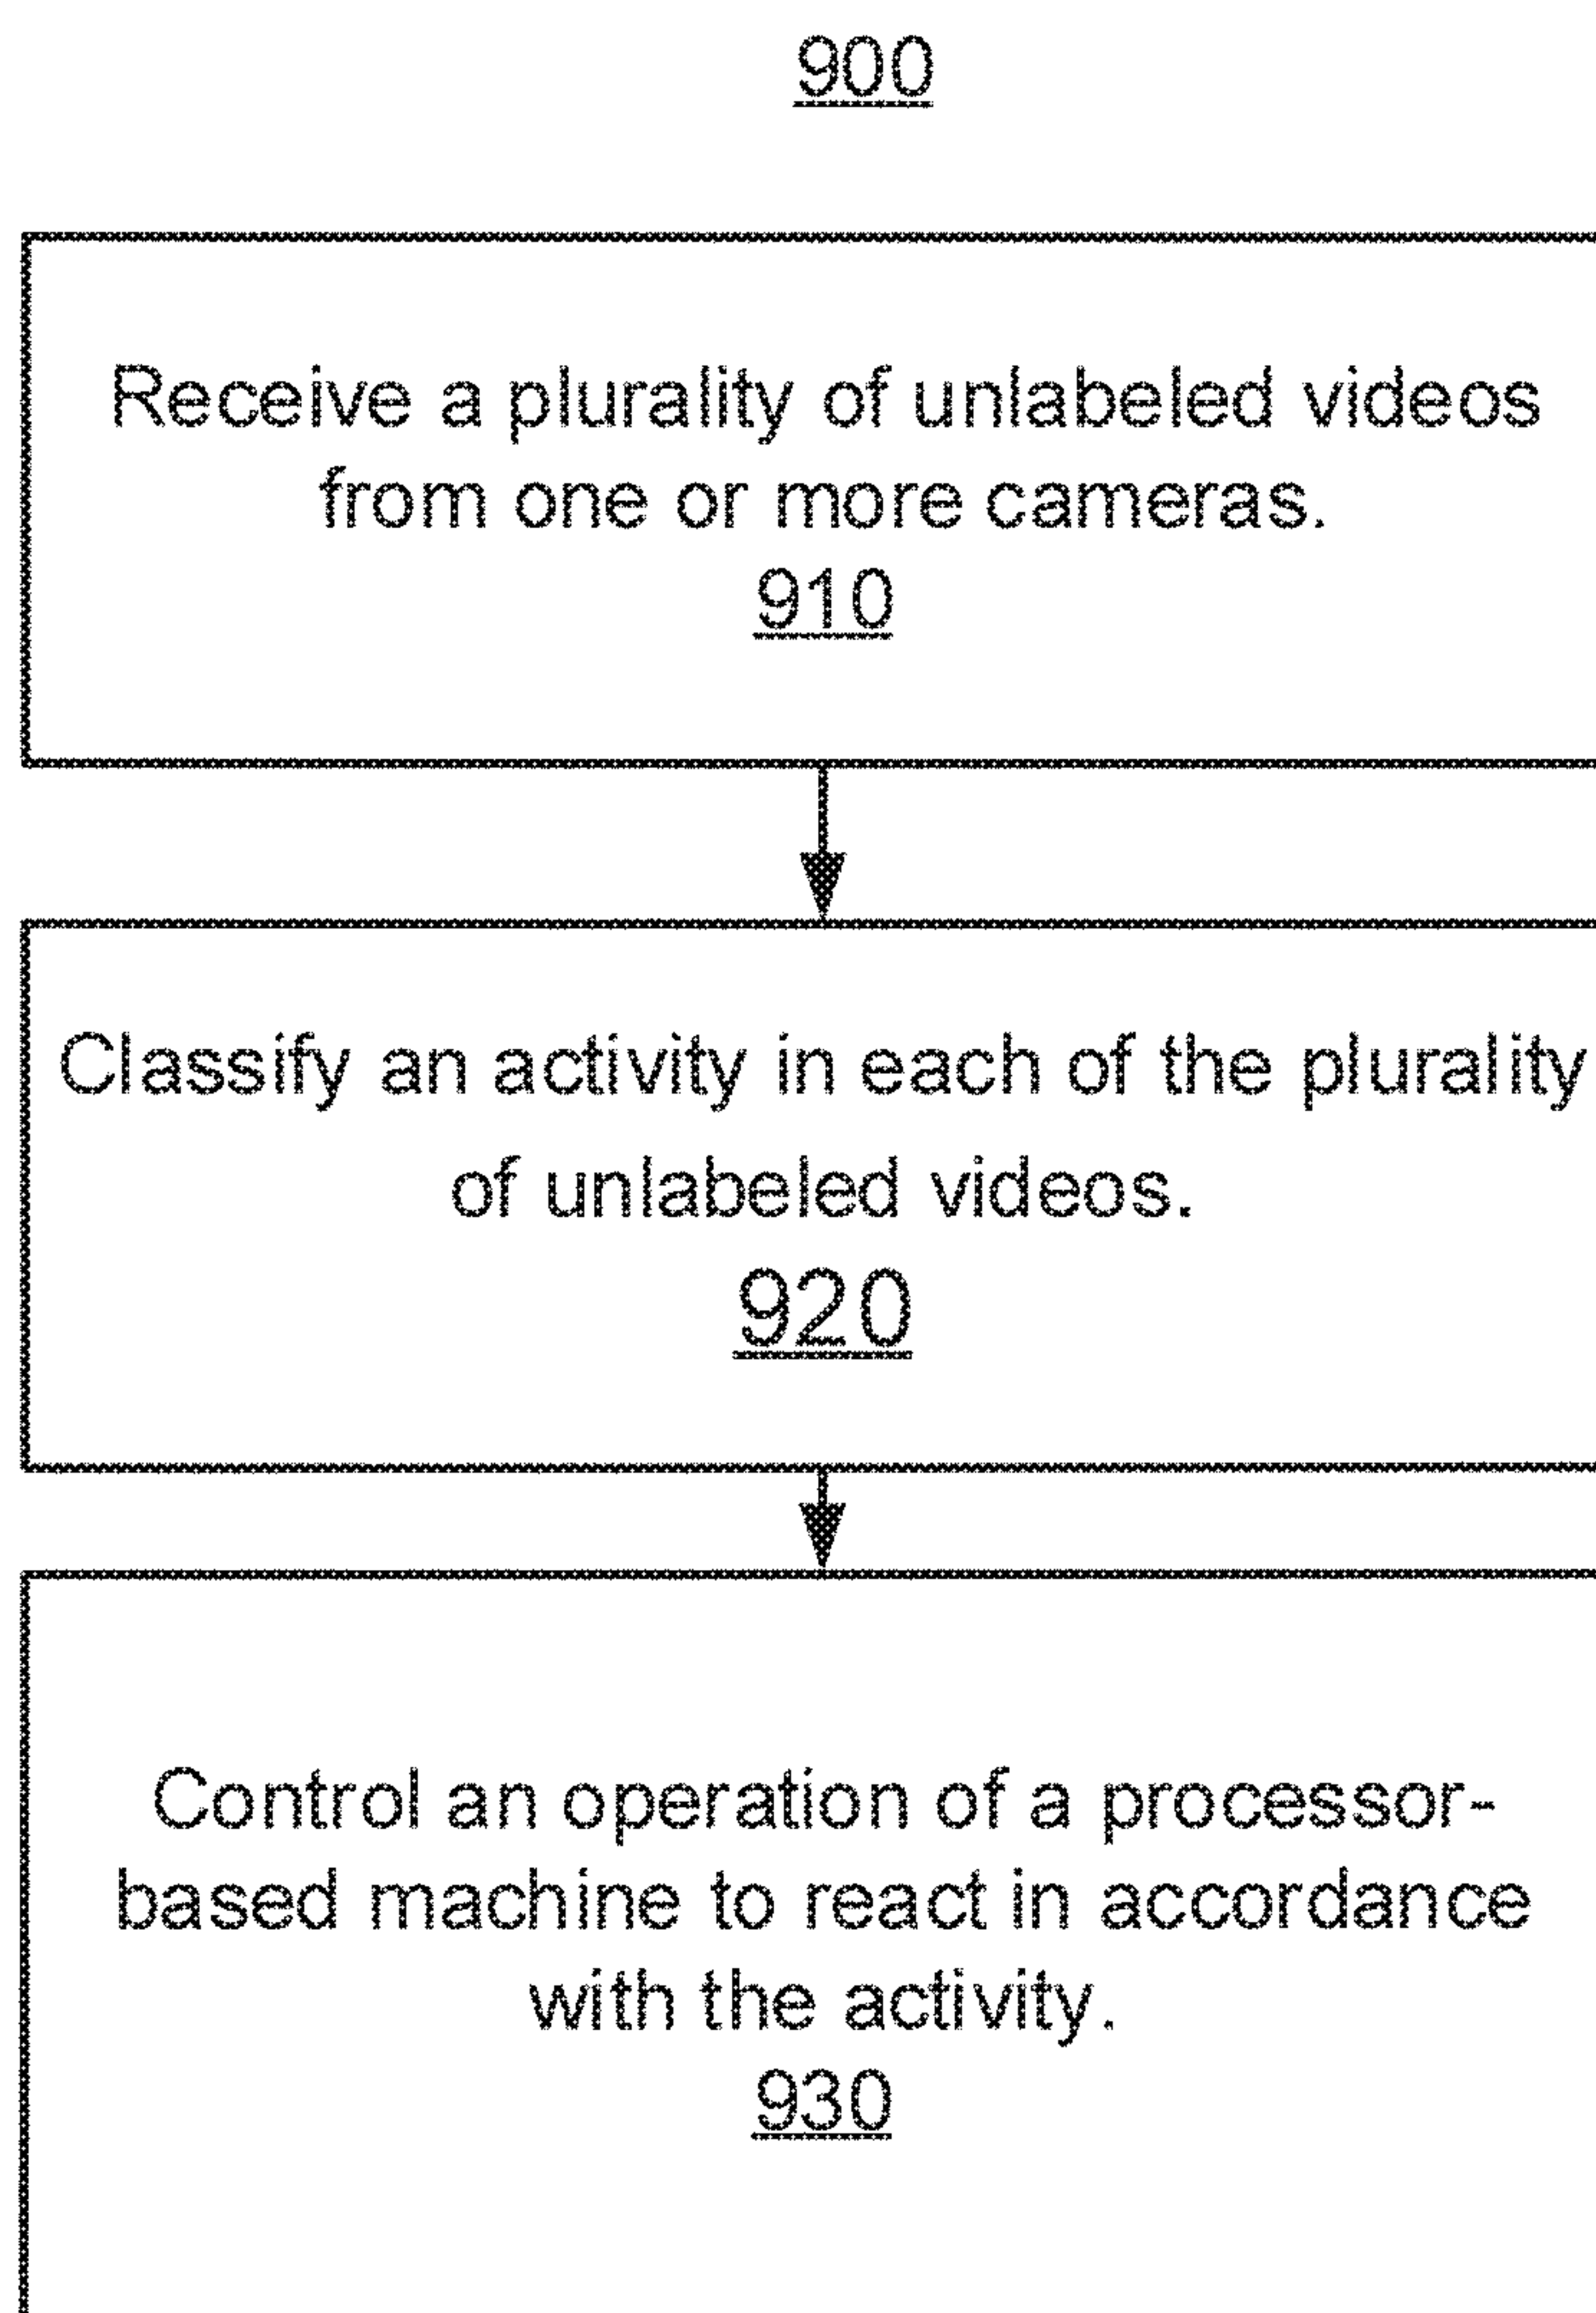 900
Receive a plurality of unlabeled videos
from one or more cameras.
910
Classify an activity in each of the plurality
of unlabeled videos.
920
Control an operation of a processor-
based machine to react in accordance
with the activity.
930